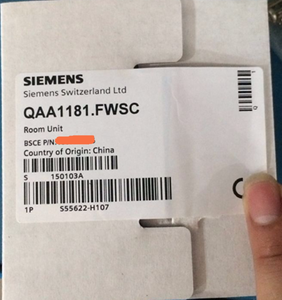 SIEMENS
Siemens Switzerland Ltd
QAA1181.FWSC
Room Unit
BSCE P/N:
Country of Origin: China
S 150103A
1P S55622-H107